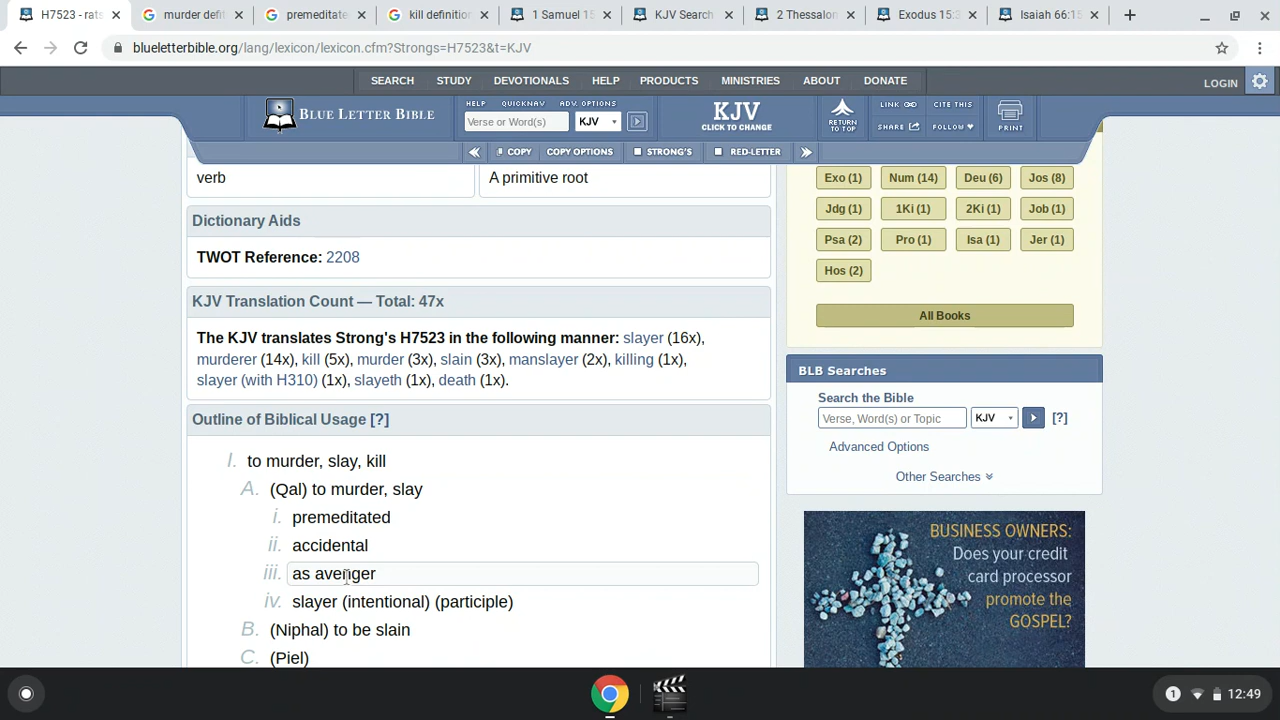 H7523 - rats
murder defi
premeditate
kill definition
1 Samuel 15
KJV Search
2 Thessalon
Exodus 15:3
Isaiah 66:15
blueletterbible.org/lang/lexicon/lexicon.cfm?Strongs=H7523&t=KJV
SEARCH STUDY DEVOTIONALS HELP PRODUCTS MINISTRIES ABOUT DONATE
LOGIN
BLUE LETTER BIBLE
HELP QUICKNAV ADV. OPTIONS
Verse or Word(s) KJV
KJV
CLICK TO CHANGE
RETURN
TO TOP
LINK CITE THIS
SHARE FOLLOW
PRINT
COPY COPY OPTIONS STRONG'S RED-LETTER
verb
A primitive root
Dictionary Aids
TWOT Reference: 2208
KJV Translation Count — Total: 47x
The KJV translates Strong's H7523 in the following manner: slayer (16x),
murderer (14x), kill (5x), murder (3x), slain (3x), manslayer (2x), killing (1x),
slayer (with H310) (1x), slayeth (1x), death (1x).
Outline of Biblical Usage [?]
I. to murder, slay, kill
A. (Qal) to murder, slay
i. premeditated
ii. accidental
iii. as avenger
iv. slayer (intentional) (participle)
B. (Niphal) to be slain
C. (Piel)
Exo (1) Num (14) Deu (6) Jos (8)
Jdg (1) 1Ki (1) 2Ki (1) Job (1)
Psa (2) Pro (1) Isa (1) Jer (1)
Hos (2)
All Books
BLB Searches
Search the Bible
Verse, Word(s) or Topic KJV [?]
Advanced Options
Other Searches
BUSINESS OWNERS:
Does your credit
card processor
promote the
GOSPEL?
1 12:49